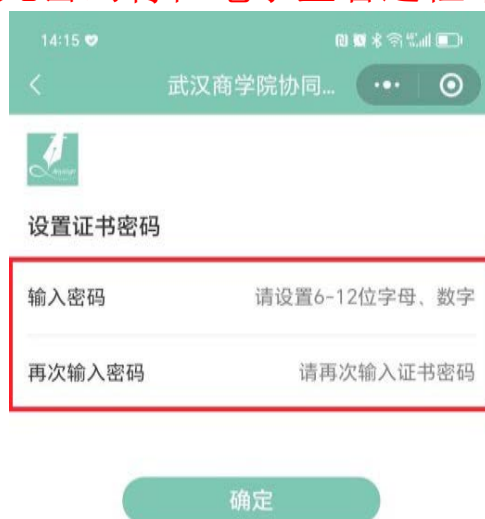 14:15
武汉商学院协同...
设置证书密码
输入密码 请设置6-12位字母、数字
再次输入密码 请再次输入证书密码
确定